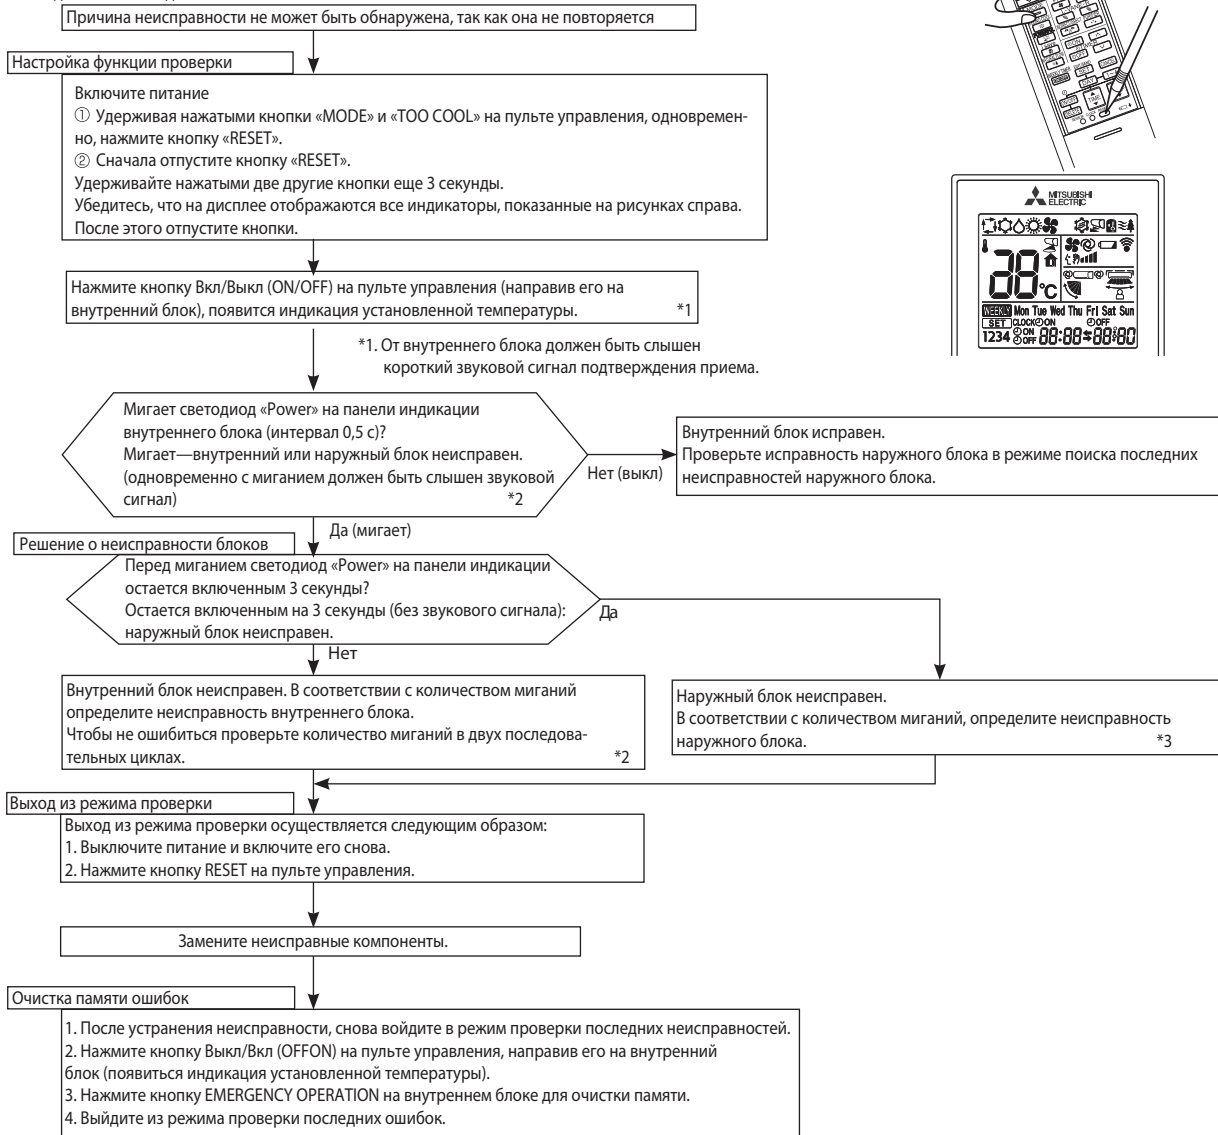 Причина неисправности не может быть обнаружена, так как она не повторяется
Настройка функции проверки
Включите питание
① Удерживая нажатыми кнопки «MODE» и «TOO COOL» на пульте управления, одновремен-
но, нажмите кнопку «RESET».
② Сначала отпустите кнопку «RESET».
Удерживайте нажатыми две другие кнопки еще 3 секунды.
Убедитесь, что на дисплее отображаются все индикаторы, показанные на рисунках справа.
После этого отпустите кнопки.
MITSUBISHI
ELECTRIC
88°C
WEEKLY Mon Tue Wed Thu Fri Sat Sun
SET CLOCK ON OFF
1234 ON OFF 88:88 88:80
Нажмите кнопку Вкл/Выкл (ON/OFF) на пульте управления (направив его на
внутренний блок), появится индикация установленной температуры. *1
*1. От внутреннего блока должен быть слышен
короткий звуковой сигнал подтверждения приема.
Мигает светодиод «Power» на панели индикации
внутреннего блока (интервал 0,5 с)?
Мигает—внутренний или наружный блок неисправен.
(одновременно с миганием должен быть слышен звуковой
сигнал) *2
Нет (выкл)
Внутренний блок исправен.
Проверьте исправность наружного блока в режиме поиска последних
неисправностей наружного блока.
Да (мигает)
Решение о неисправности блоков
Перед миганием светодиод «Power» на панели индикации
остается включенным 3 секунды?
Остается включенным на 3 секунды (без звукового сигнала):
наружный блок неисправен.
Да
Нет
Внутренний блок неисправен. В соответствии с количеством миганий
определите неисправность внутреннего блока.
Чтобы не ошибиться проверьте количество миганий в двух последова-
тельных циклах. *2
Наружный блок неисправен.
В соответствии с количеством миганий, определите неисправность
наружного блока. *3
Выход из режима проверки
Выход из режима проверки осуществляется следующим образом:
1. Выключите питание и включите его снова.
2. Нажмите кнопку RESET на пульте управления.
Замените неисправные компоненты.
Очистка памяти ошибок
1. После устранения неисправности, снова войдите в режим проверки последних неисправностей.
2. Нажмите кнопку Выкл/Вкл (OFFON) на пульте управления, направив его на внутренний
блок (появиться индикация установленной температуры).
3. Нажмите кнопку EMERGENCY OPERATION на внутреннем блоке для очистки памяти.
4. Выйдите из режима проверки последних ошибок.